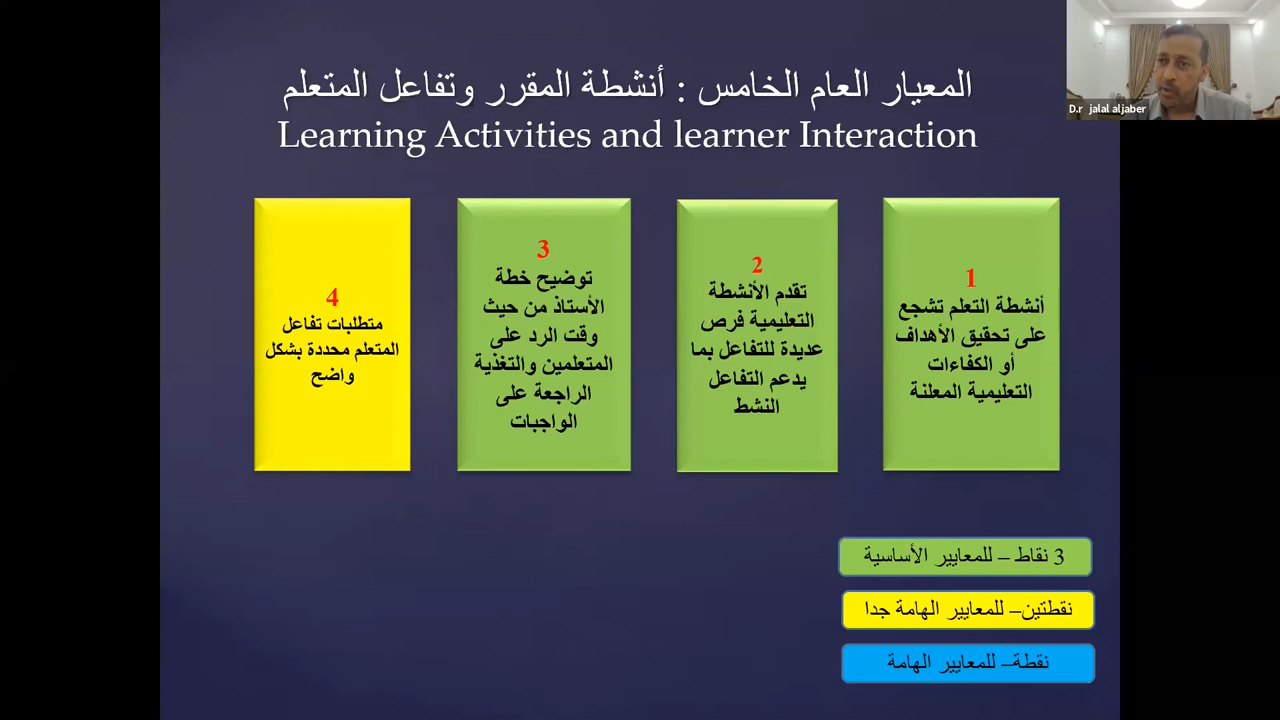 المعيار العام الخامس : أنشطة المقرر وتفاعل المتعلم
Learning Activities and learner Interaction
D.r jalal aljaber
1
أنشطة التعلم تشجع
على تحقيق الأهداف
أو الكفاءات
التعليمية المعلنة
2
تقدم الأنشطة
التعليمية فرص
عديدة للتفاعل بما
يدعم التفاعل
النشط
3
توضيح خطة
الأستاذ من حيث
وقت الرد على
المتعلمين والتغذية
الراجعة على
الواجبات
4
متطلبات تفاعل
المتعلم محددة بشكل
واضح
3 نقاط – للمعايير الأساسية
نقطتين– للمعايير الهامة جدا
نقطة– للمعايير الهامة